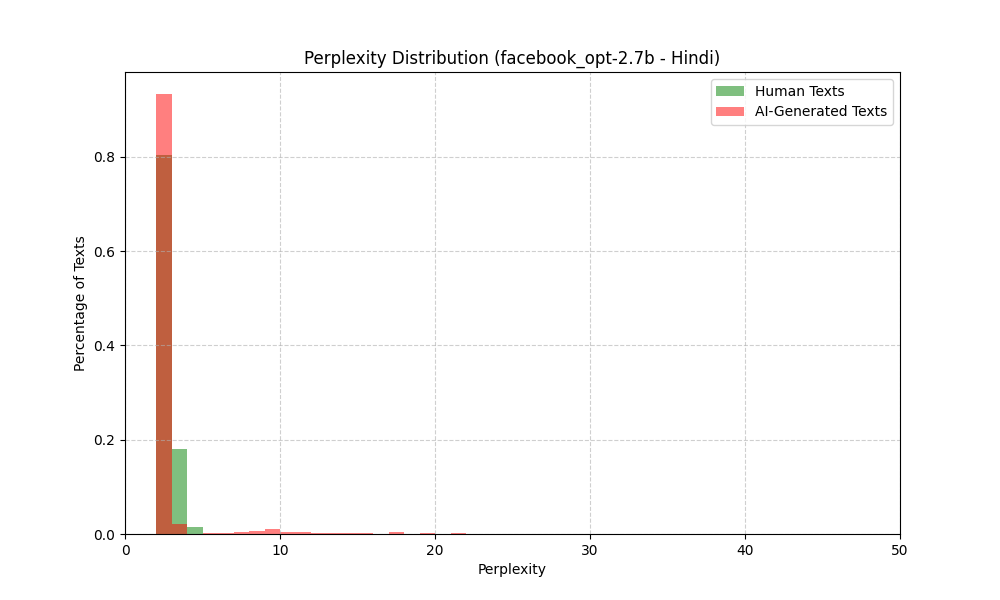 Perplexity Distribution (facebook_opt-2.7b - Hindi)
Human Texts
AI-Generated Texts
Percentage of Texts
0.8
0.6
0.4
0.2
0.0
0 10 20 30 40 50
Perplexity